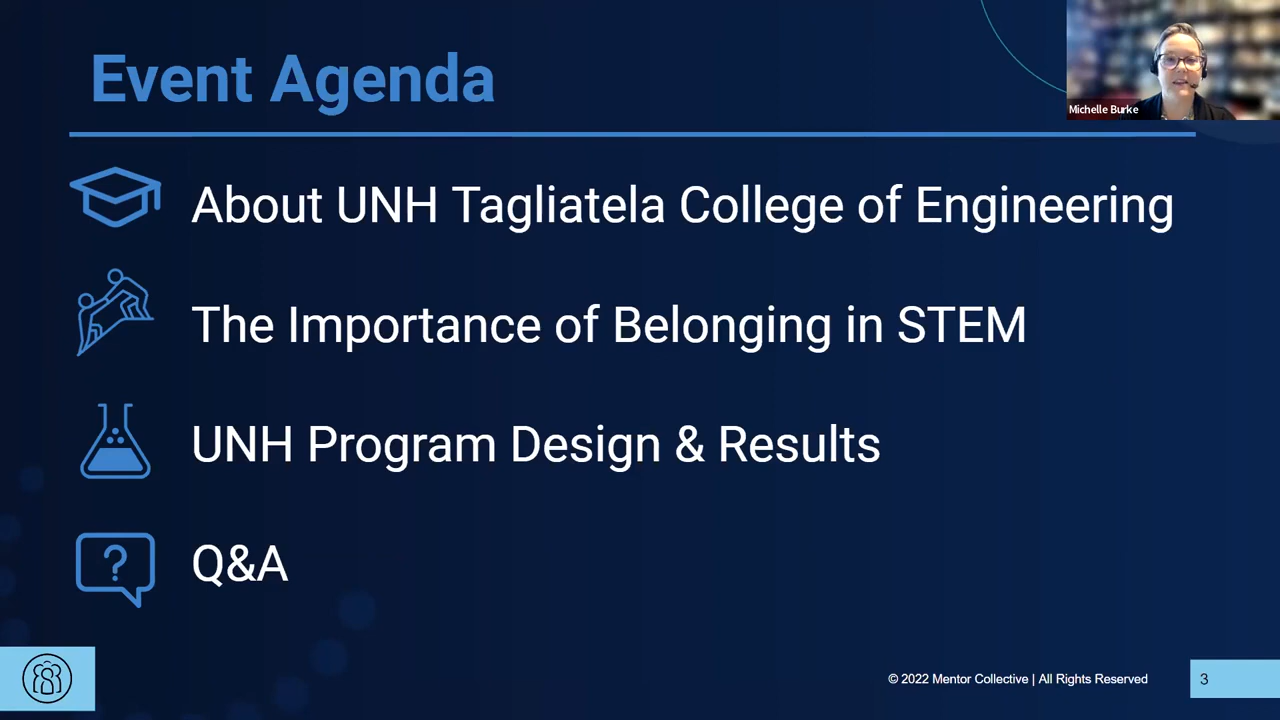 Event Agenda
Michelle Burke
About UNH Tagliatela College of Engineering
The Importance of Belonging in STEM
UNH Program Design & Results
?
Q&A
© 2022 Mentor Collective | All Rights Reserved
3